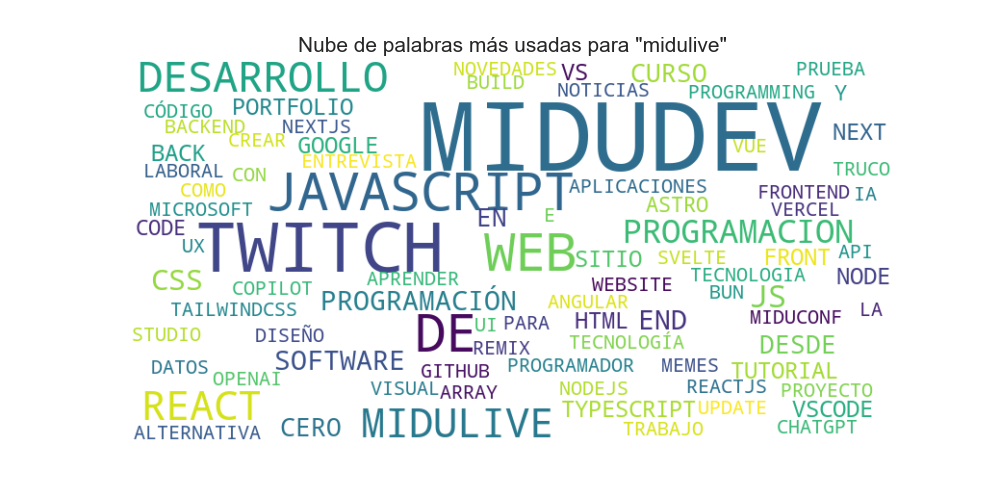 Nube de palabras más usadas para "midulive"
DESARROLLO NOVEDADES VS CURSO PRUEBA
BUILD NOTICIAS PROGRAMMING Y
CÓDIGO PORTFOLIO MIDUDEV NEXT
BACKEND NEXTJS
CREAR GOOGLE VUE
BACK ENTREVISTA TRUCO
LABORAL CON JAVASCRIPT APLICACIONES FRONTEND IA
COMO ASTRO VERCEL
MICROSOFT EN E
CODE TWITCH WEB PROGRAMACION
UX SITIO SVELTE FRONT API
CSS APRENDER TECNOLOGIA NODE
COPILOT WEBSITE BUN JS
TAILWINDCSS PROGRAMACIÓN ANGULAR MIDUCONF LA
STUDIO DISEÑO DE UI PARA HTML END
REMIX TECNOLOGÍA DESDE
DATOS SOFTWARE GITHUB PROGRAMADOR MEMES TUTORIAL
OPENAI VISUAL ARRAY NODEJS REACTJS PROYECTO
REACT TYPESCRIPT UPDATE VSCODE
ALTERNATIVA CERO MIDULIVE TRABAJO CHATGPT